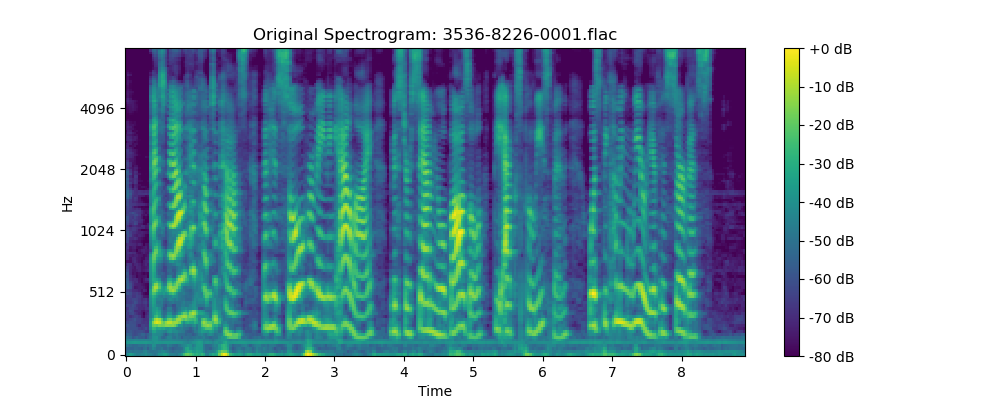 Original Spectrogram: 3536-8226-0001.flac
Hz
4096
2048
1024
512
0
0 1 2 3 4 5 6 7 8
Time
+0 dB
-10 dB
-20 dB
-30 dB
-40 dB
-50 dB
-60 dB
-70 dB
-80 dB